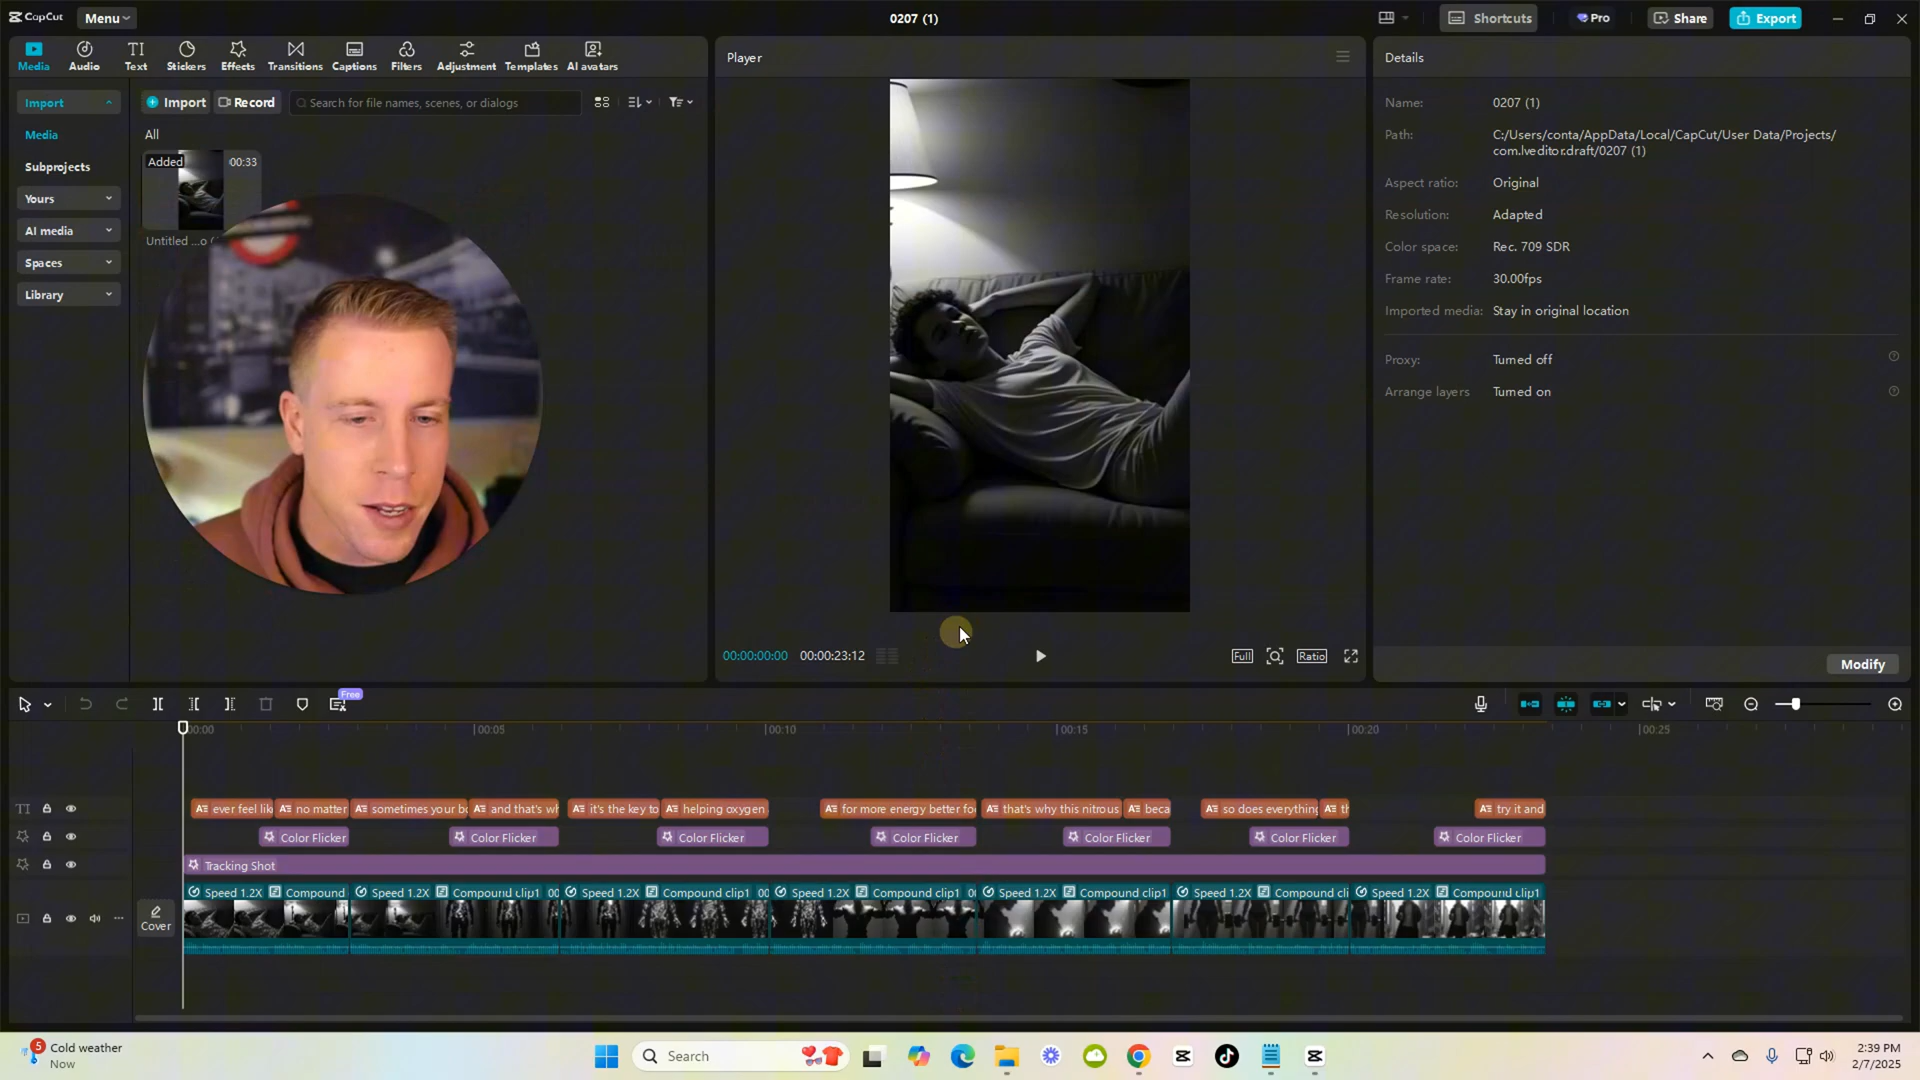 CapCut
Menu
0207 (1)
Shortcuts
Pro
Share
Export
Media
Audio
Text
Stickers
Effects
Transitions
Captions
Filters
Adjustment
Templates
AI avatars
Import
Media
Subprojects
Yours
AI media
Spaces
Library
Import
Record
Search for file names, scenes, or dialogs
All
Added
00:33
Untitled ...o (
Player
00:00:00:00
00:00:23:12
Full
Ratio
Details
Name: 0207 (1)
Path: C:/Users/conta/AppData/Local/CapCut/User Data/Projects/
com.lveditor.draft/0207 (1)
Aspect ratio: Original
Resolution: Adapted
Color space: Rec. 709 SDR
Frame rate: 30.00fps
Imported media: Stay in original location
Proxy: Turned off
Arrange layers Turned on
Modify
Free
00:00 00:05 00:10 00:15 00:20 00:25
ever feel lik no matter sometimes your bo and that's wh it's the key to helping oxygen for more energy better fo that's why this nitrous beca so does everything th try it and
Color Flicker Color Flicker Color Flicker Color Flicker Color Flicker Color Flicker Color Flicker
Tracking Shot
Speed 1.2X Compound Speed 1.2X Compound clip1 00 Speed 1.2X Compound clip1 00 Speed 1.2X Compound clip1 00 Speed 1.2X Compound clip1 Speed 1.2X Compound cli Speed 1.2X Compound clip1
Cover
5
Cold weather
Now
Search
2:39 PM
2/7/2025